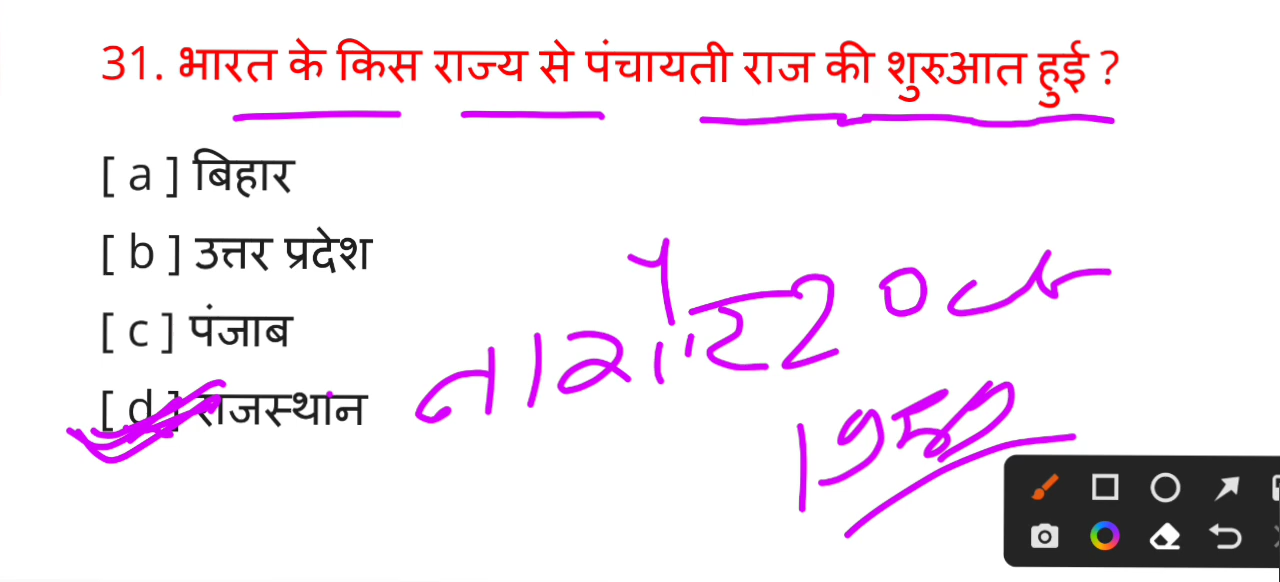 31. भारत के किस राज्य से पंचायती राज की शुरुआत हुई ?
[ a ] बिहार
[ b ] उत्तर प्रदेश
[ c ] पंजाब
[ d ] राजस्थान
नागौर 2 Oct
1959